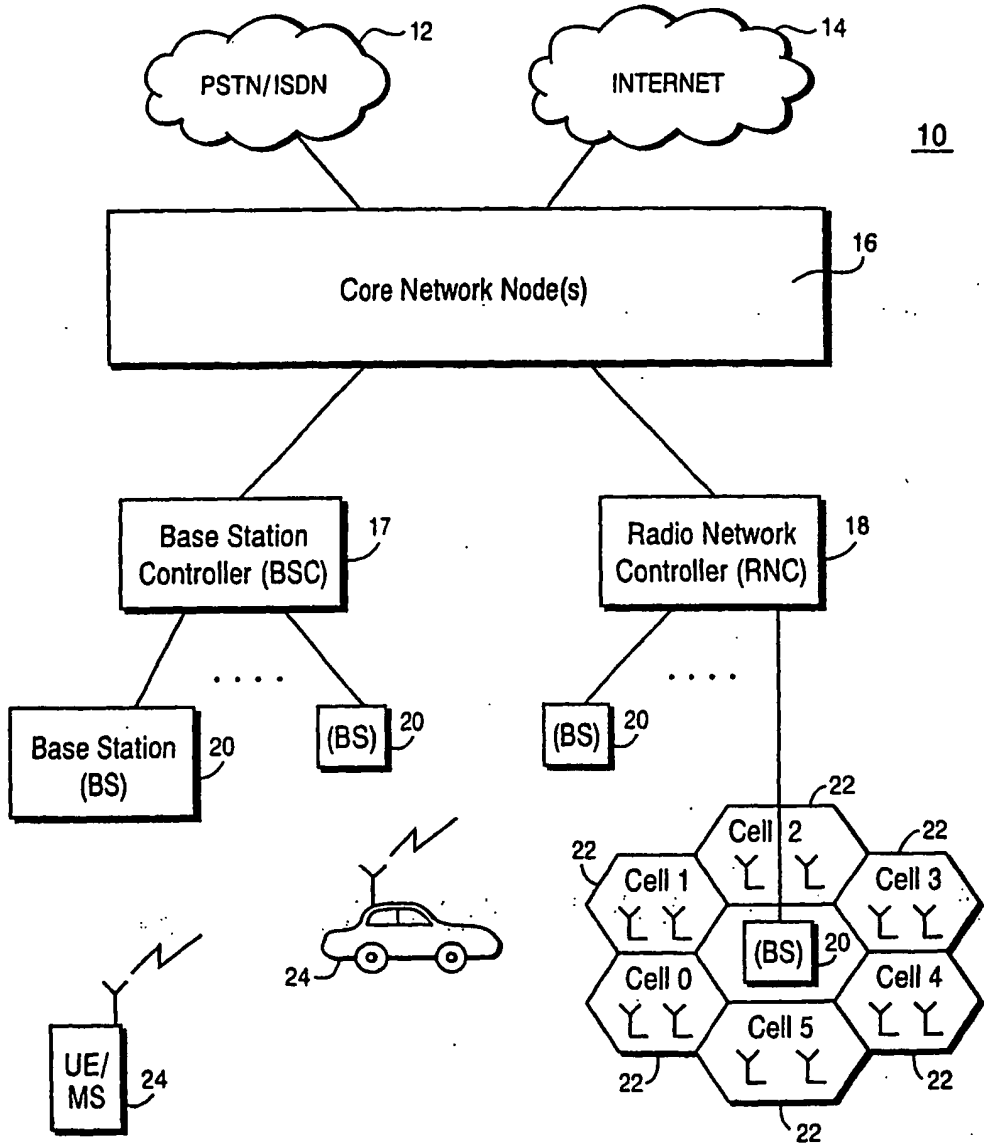 12
14
PSTN/ISDN
INTERNET
10
16
Core Network Node(s)
Base Station
Controller (BSC)
17
Radio Network
Controller (RNC)
18
Base Station
(BS)
20
(BS)
20
(BS)
20
22
22
22
Cell 2
Cell 1
Cell 3
(BS)
20
Cell 0
Cell 4
Cell 5
24
22
22
22
UE/
MS
24